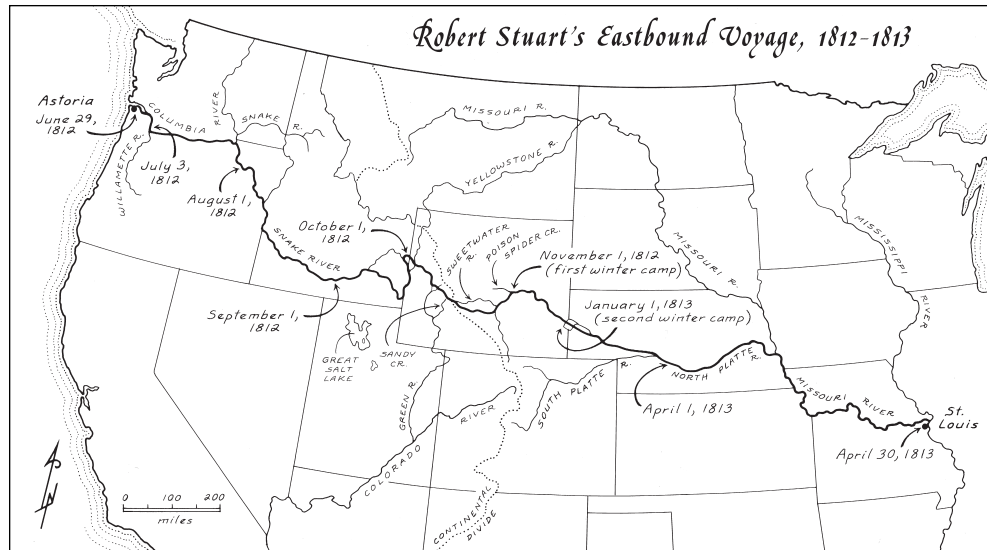 Robert Stuart's Eastbound Voyage, 1812-1813
Astoria
June 29,
1812
COLUMBIA
RIVER
SNAKE R.
MISSOURI R.
WILLAMETTE R.
July 3,
1812
YELLOWSTONE R.
August 1,
1812
October 1,
1812
SNAKE RIVER
SWEETWATER
R.
POISON
SPIDER CR.
November 1, 1812
(first winter camp)
MISSOURI R.
MISSISSIPPI
RIVER
January 1, 1813
(second winter camp)
September 1,
1812
GREAT
SALT
LAKE
SANDY
CR.
GREEN R.
SOUTH PLATTE R.
NORTH PLATTE
R.
April 1, 1813
MISSOURI RIVER
St.
Louis
April 30, 1813
COLORADO
RIVER
CONTINENTAL
DIVIDE
N
0 100 200
miles